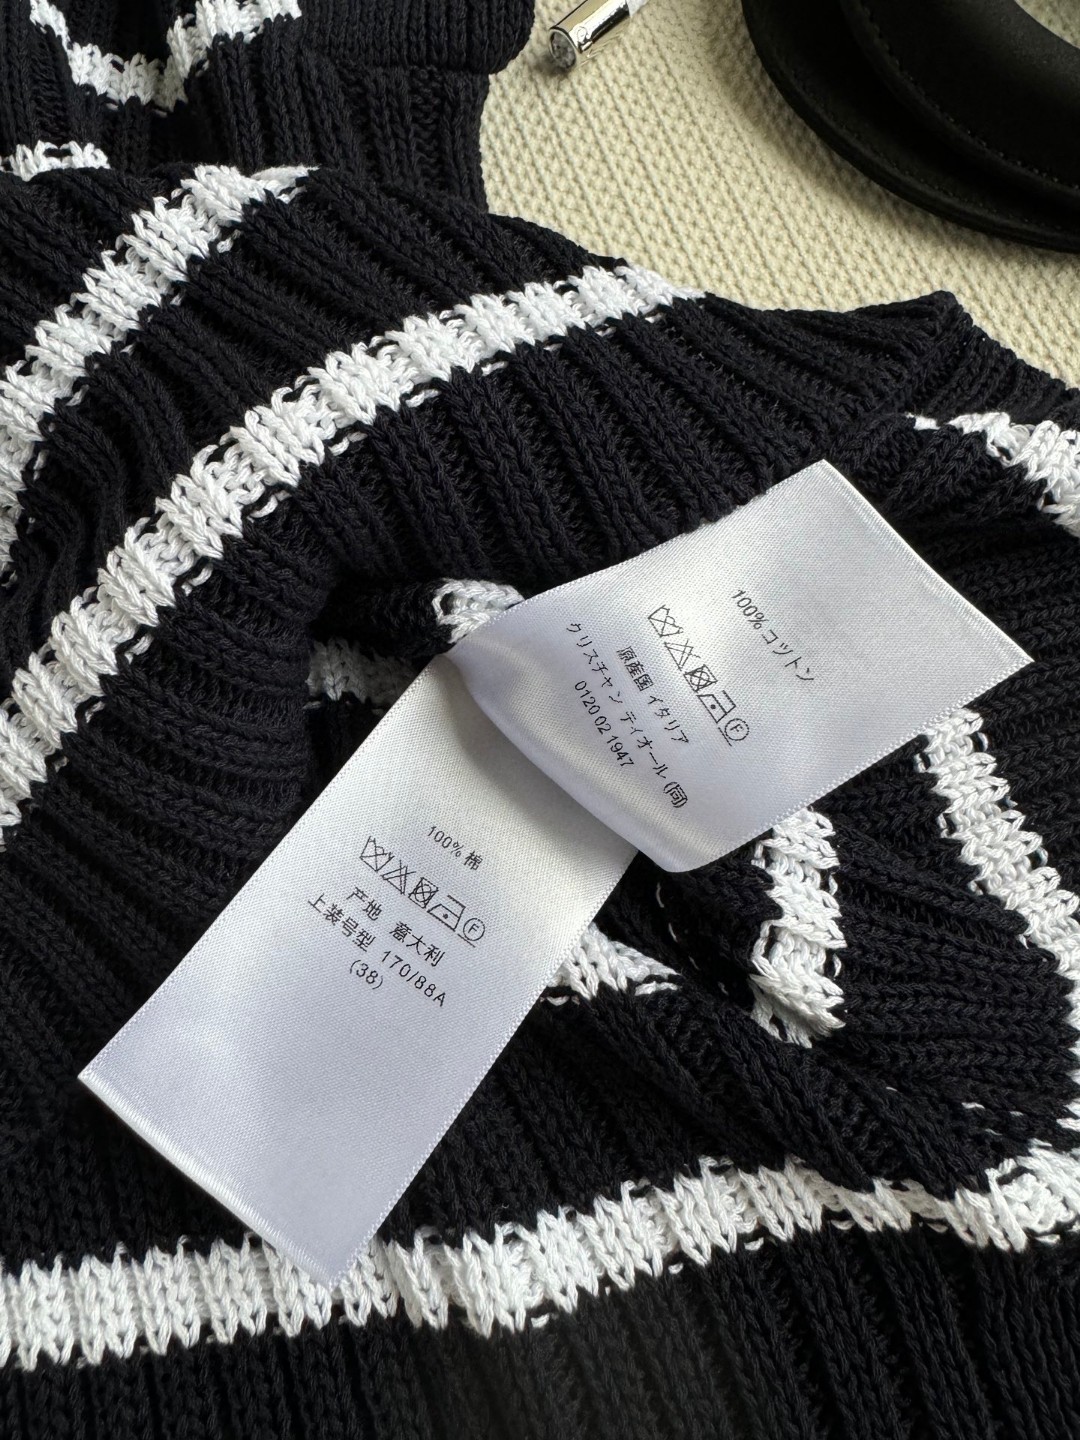 100% コットン
F
原産国 イタリア
クリスチャン ディオール (同)
0120 02 1947
100% 棉
F
产地 意大利
上装号型 170/88A
(38)